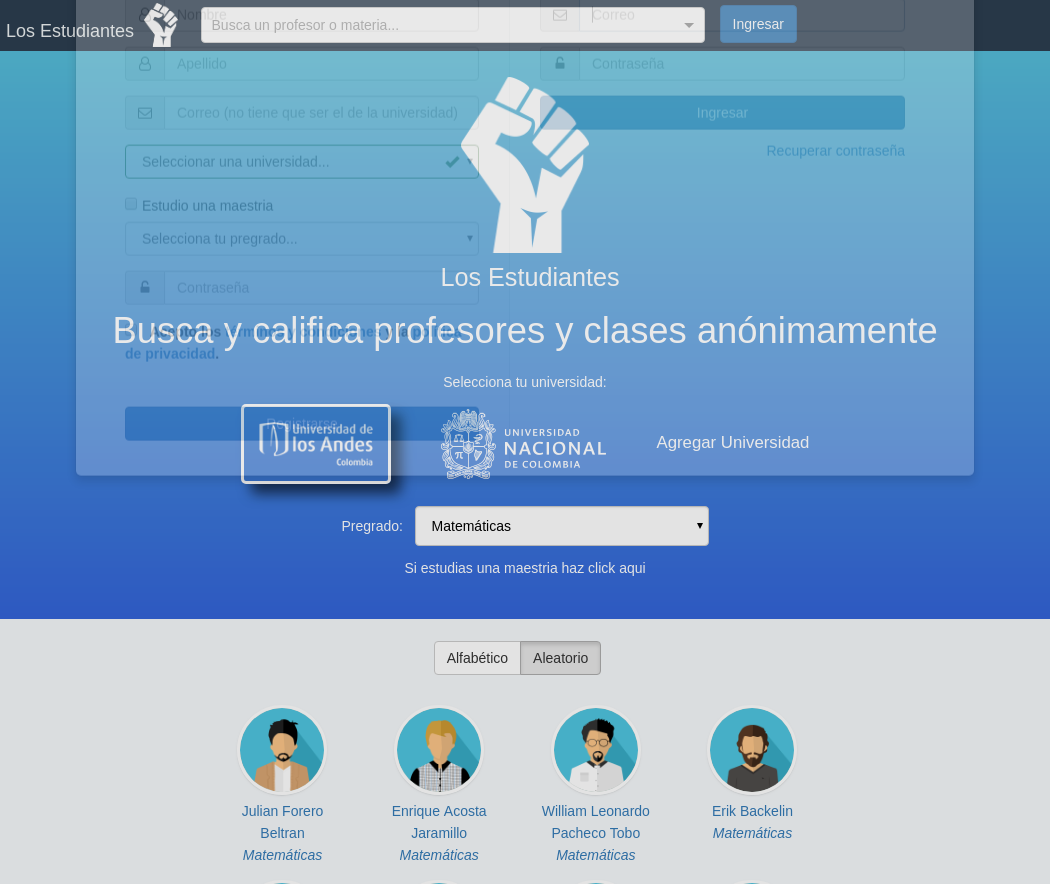 Los Estudiantes
Busca un profesor o materia...
Ingresar
Nombre
Correo
Apellido
Contraseña
Correo (no tiene que ser el de la universidad)
Ingresar
Seleccionar una universidad...
Recuperar contraseña
Estudio una maestria
Selecciona tu pregrado...
Contraseña
Los Estudiantes
Busca y califica profesores y clases anónimamente
de privacidad.
Selecciona tu universidad:
Universidad de
los Andes
Colombia
UNIVERSIDAD
NACIONAL
DE COLOMBIA
Agregar Universidad
Pregrado:
Matemáticas
Si estudias una maestria haz click aqui
Alfabético
Aleatorio
Julian Forero
Beltran
Matemáticas
Enrique Acosta
Jaramillo
Matemáticas
William Leonardo
Pacheco Tobo
Matemáticas
Erik Backelin
Matemáticas